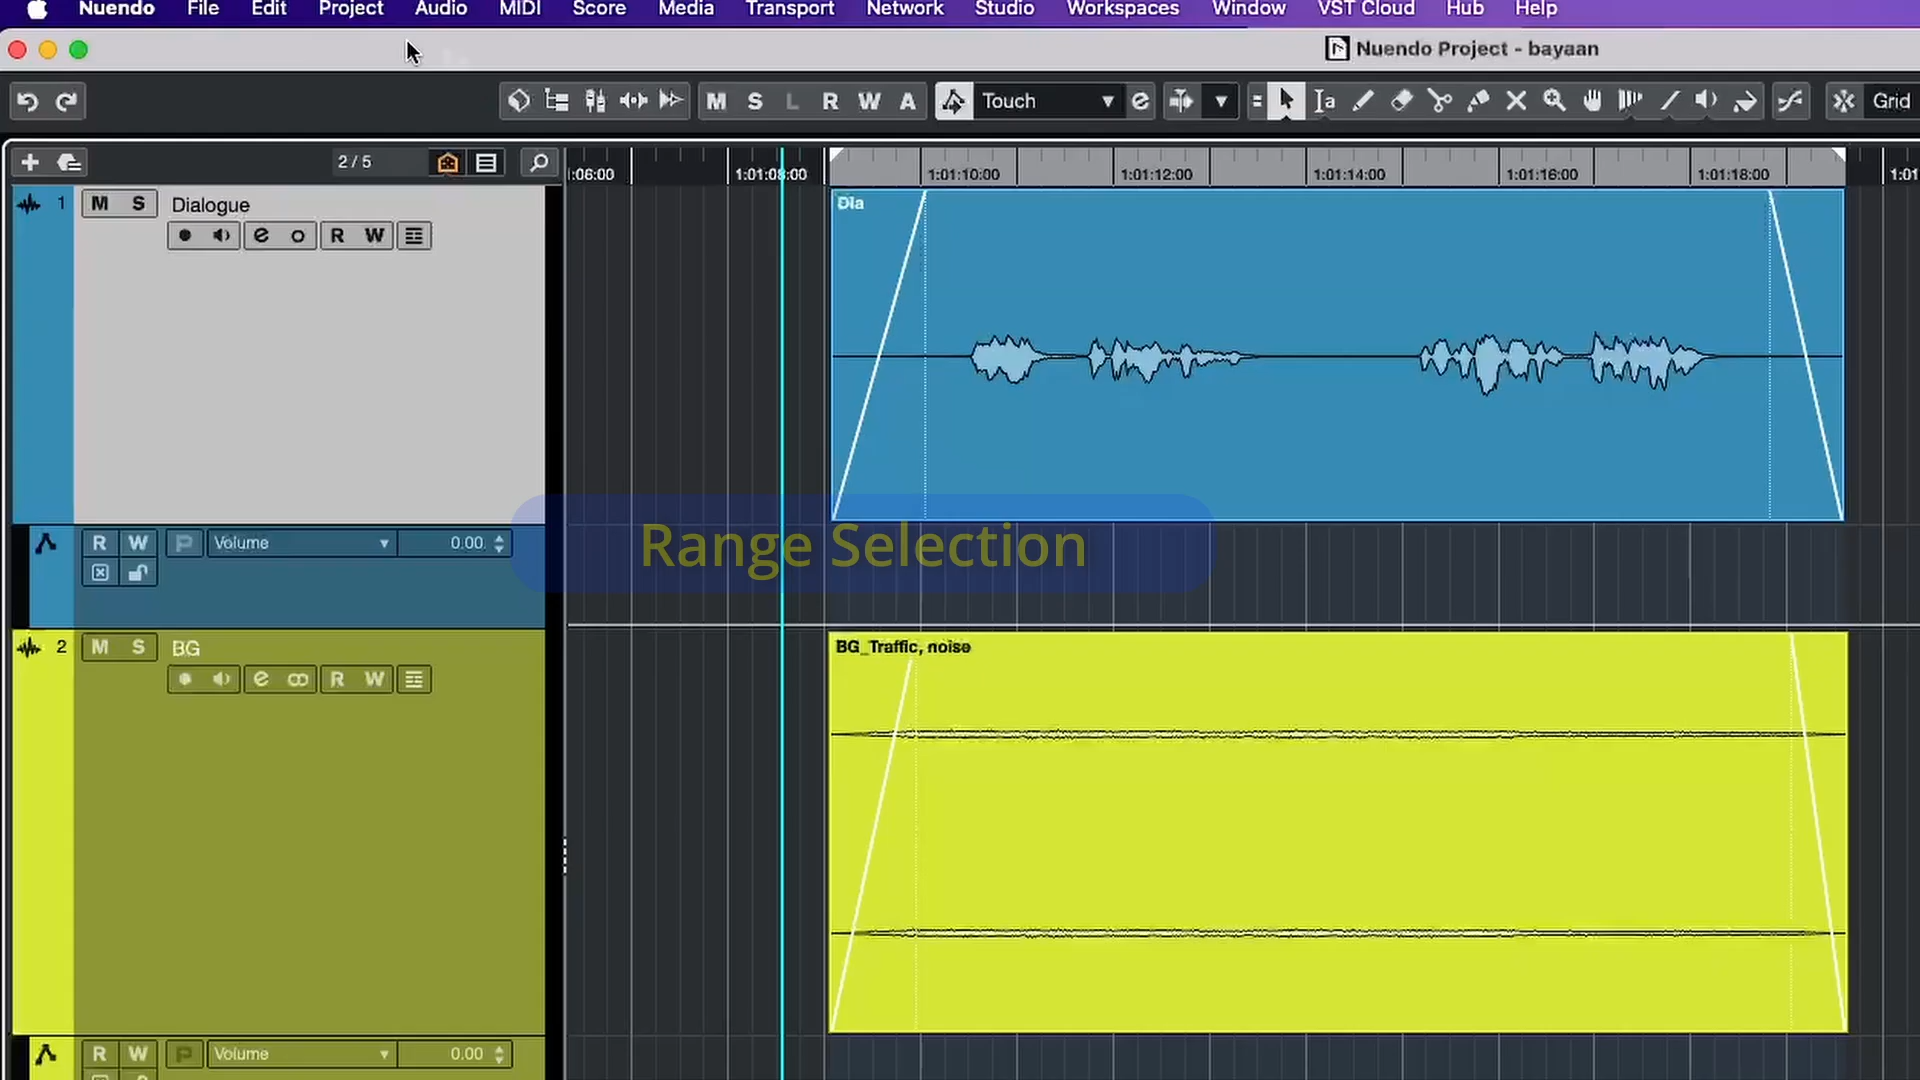 Nuendo File Edit Project Audio MIDI Score Media Transport Network Studio Workspaces Window VST Cloud Hub Help
Nuendo Project - bayaan
M S L R W A Touch e Grid
2 / 5
1:01:08:00 1:01:10:00 1:01:12:00 1:01:14:00 1:01:16:00 1:01:18:00
1 M S Dialogue
e R W
Dia
R W P Volume 0.00
Range Selection
2 M S BG
e R W
BG_Traffic, noise
R W P Volume 0.00